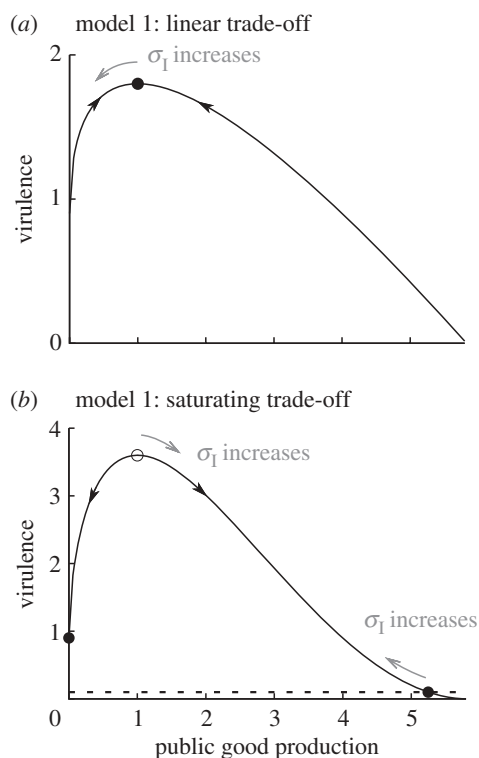 (a) model 1: linear trade-off
σI increases
2
1
0
virulence
(b) model 1: saturating trade-off
σI increases
σI increases
4
3
2
1
virulence
0 1 2 3 4 5
public good production